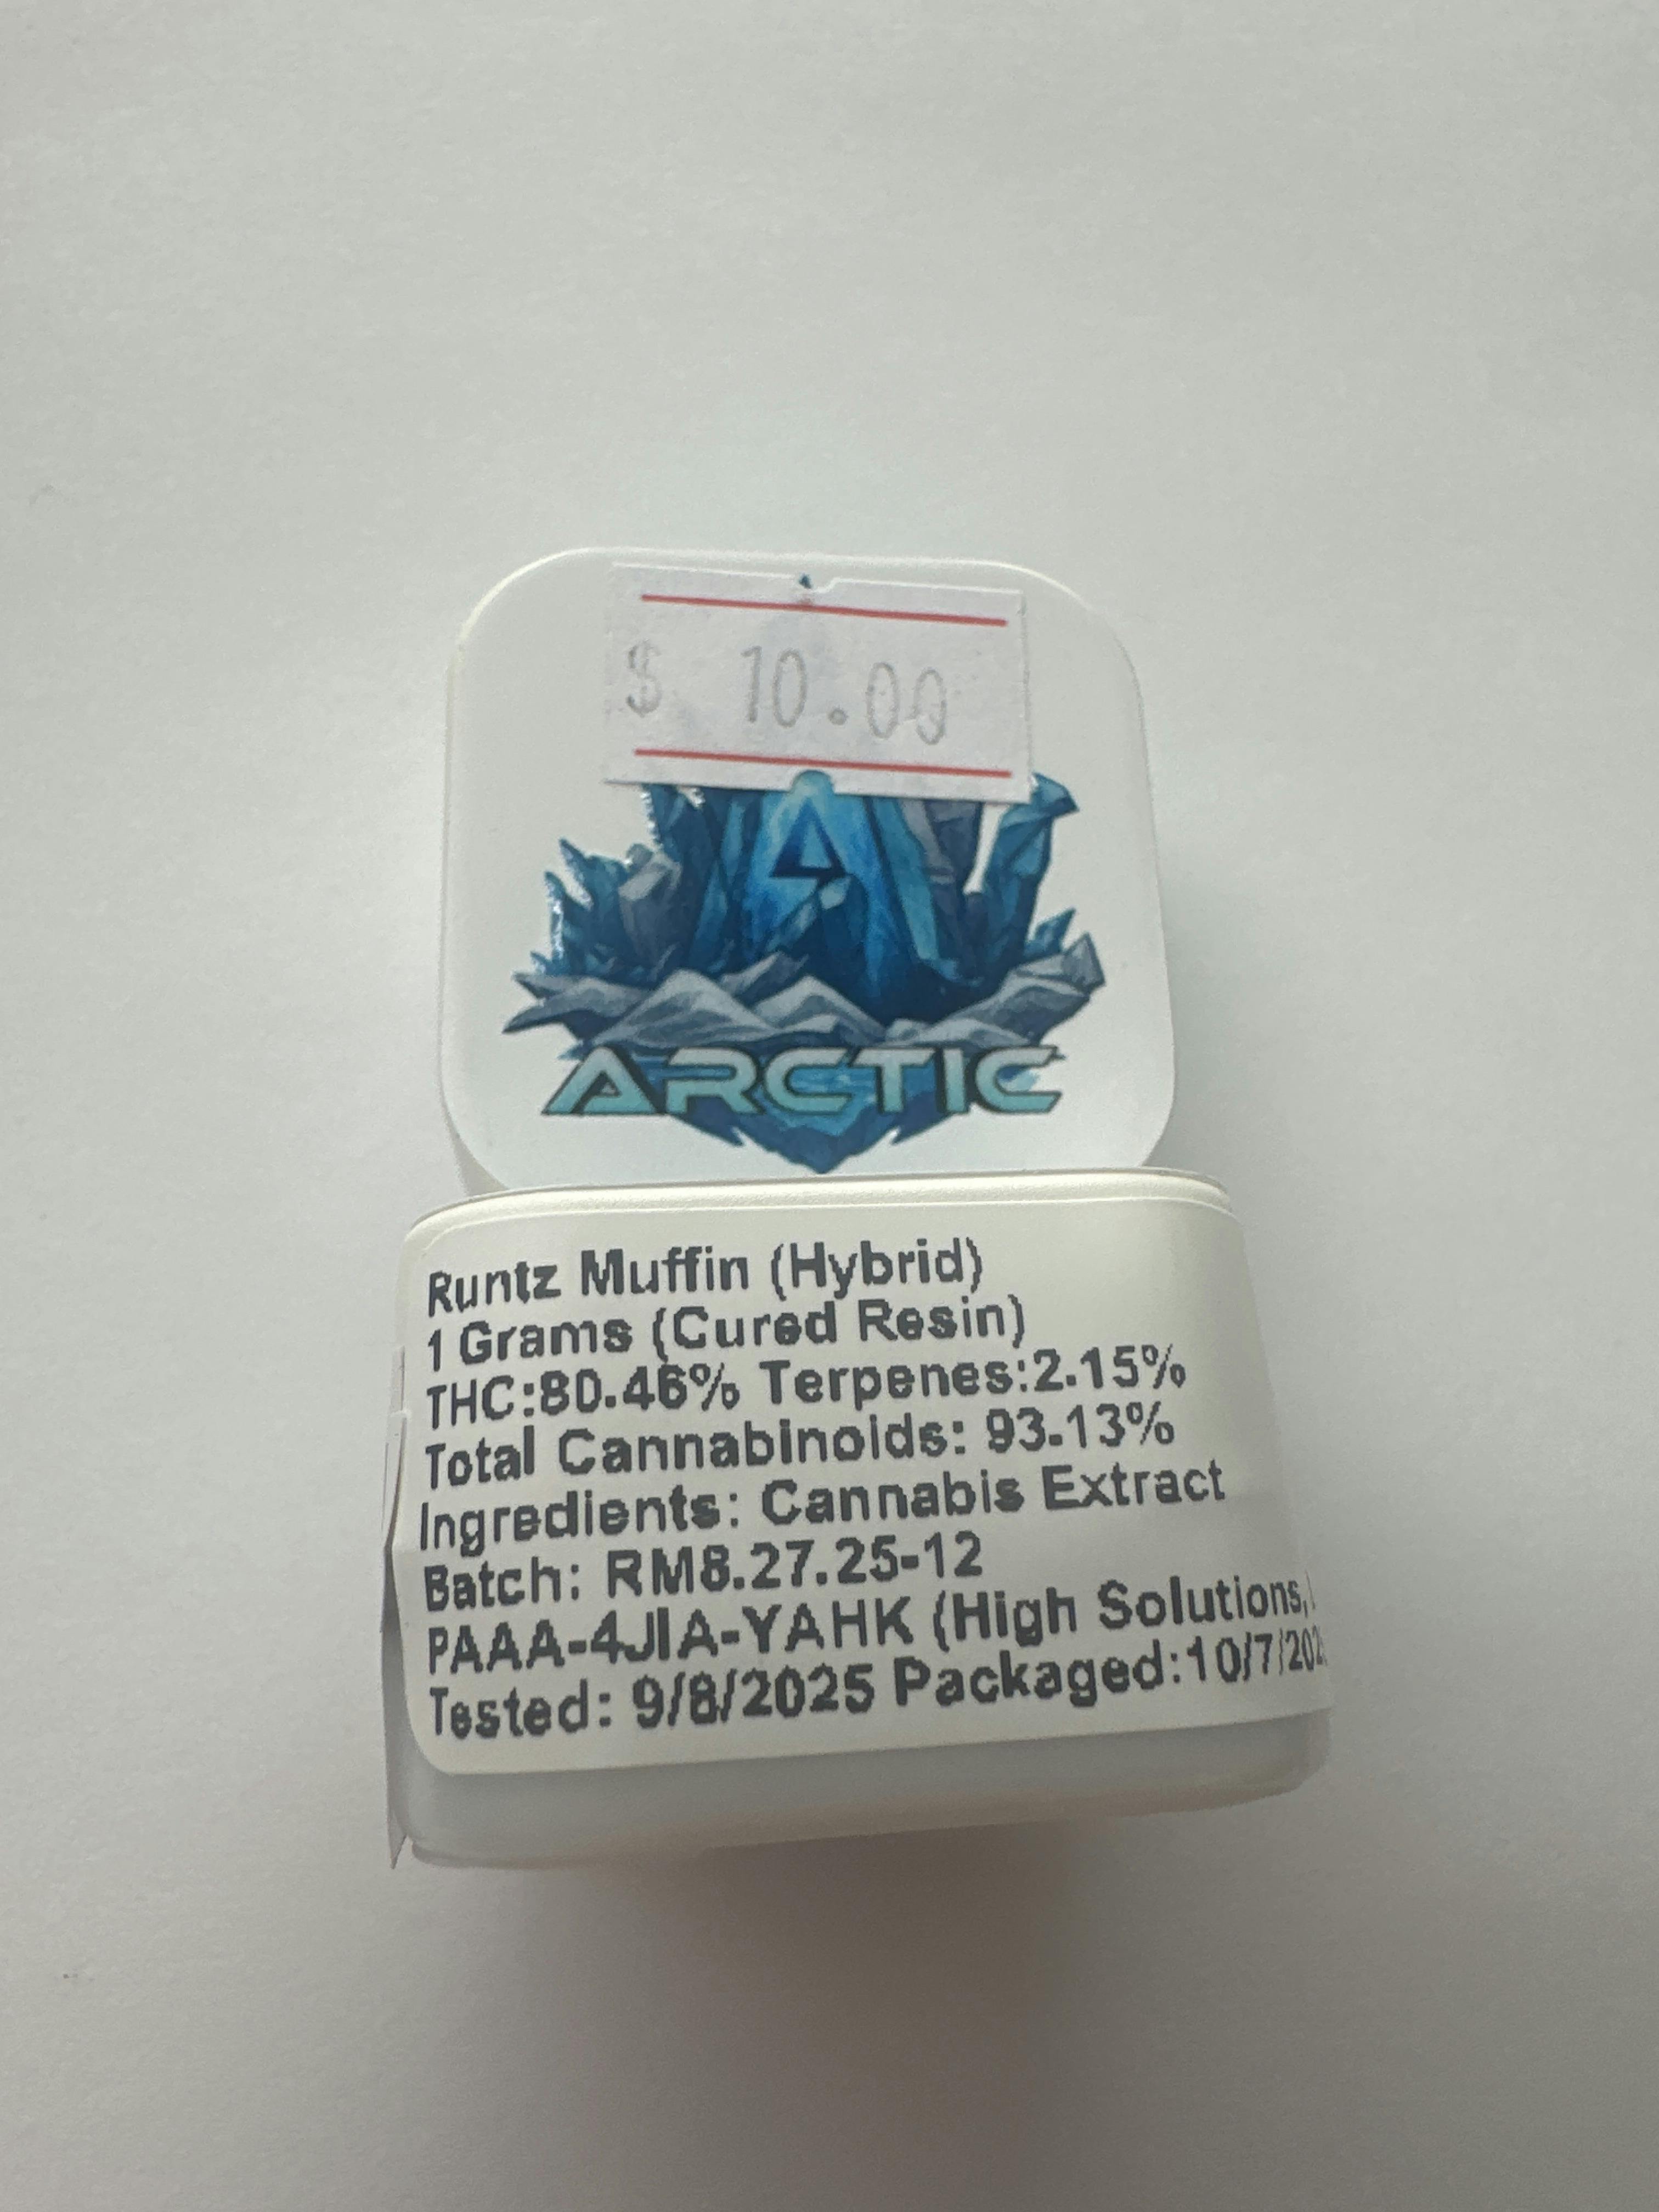 $ 10.00
ARCTIC
Runtz Muffin (Hybrid)
1 Grams (Cured Resin)
THC:80.46% Terpenes:2.15%
Total Cannabinoids: 93.13%
Ingredients: Cannabis Extract
Batch: RM8.27.25-12
PAAA-4JIA-YAHK (High Solutions,
Tested: 9/8/2025 Packaged:10/7/202